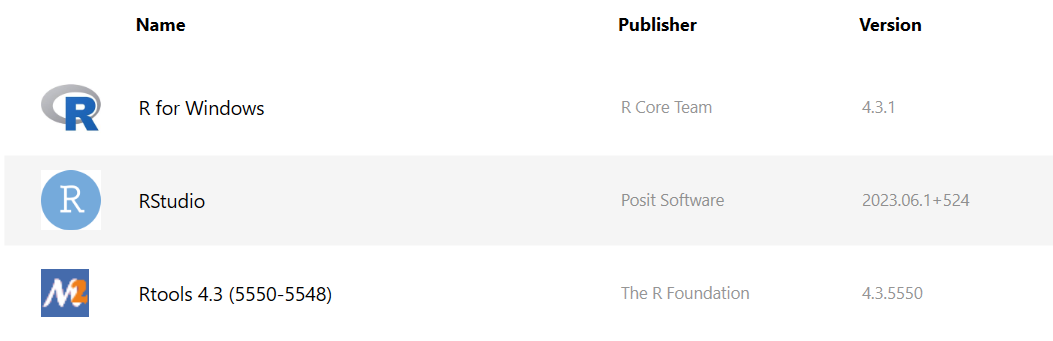 Name Publisher Version
R R for Windows R Core Team 4.3.1
R RStudio Posit Software 2023.06.1+524
M2 Rtools 4.3 (5550-5548) The R Foundation 4.3.5550